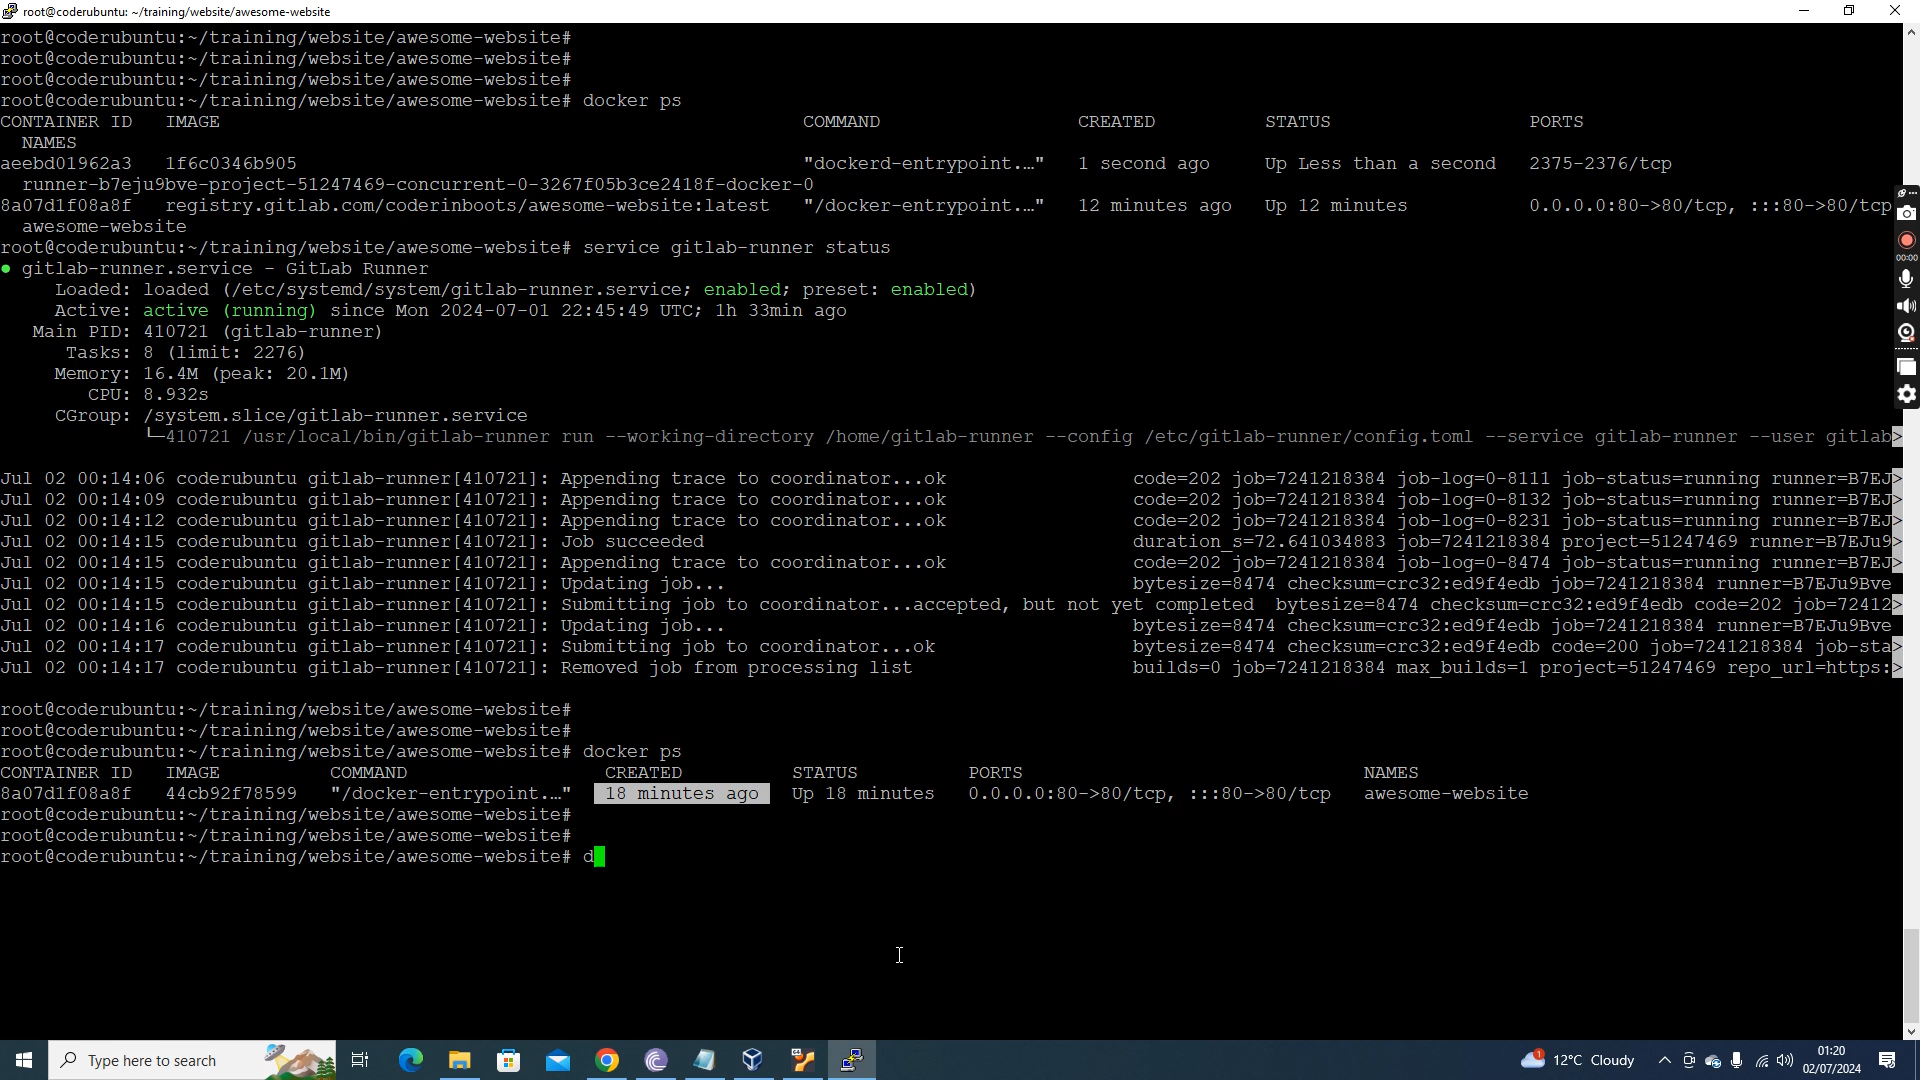 root@coderubuntu: ~/training/website/awesome-website
root@coderubuntu:~/training/website/awesome-website#
root@coderubuntu:~/training/website/awesome-website#
root@coderubuntu:~/training/website/awesome-website#
root@coderubuntu:~/training/website/awesome-website# docker ps
CONTAINER ID   IMAGE   COMMAND   CREATED   STATUS   PORTS
NAMES
aeebd01962a3   1f6c0346b905   "dockerd-entrypoint.…"   1 second ago   Up Less than a second   2375-2376/tcp
runner-b7eju9bve-project-51247469-concurrent-0-3267f05b3ce2418f-docker-0
8a07d1f08a8f   registry.gitlab.com/coderinboots/awesome-website:latest   "/docker-entrypoint.…"   12 minutes ago   Up 12 minutes   0.0.0.0:80->80/tcp, :::80->80/tcp
awesome-website
root@coderubuntu:~/training/website/awesome-website# service gitlab-runner status
● gitlab-runner.service - GitLab Runner
Loaded: loaded (/etc/systemd/system/gitlab-runner.service; enabled; preset: enabled)
Active: active (running) since Mon 2024-07-01 22:45:49 UTC; 1h 33min ago
Main PID: 410721 (gitlab-runner)
Tasks: 8 (limit: 2276)
Memory: 16.4M (peak: 20.1M)
CPU: 8.932s
CGroup: /system.slice/gitlab-runner.service
└─410721 /usr/local/bin/gitlab-runner run --working-directory /home/gitlab-runner --config /etc/gitlab-runner/config.toml --service gitlab-runner --user gitlab>
Jul 02 00:14:06 coderubuntu gitlab-runner[410721]: Appending trace to coordinator...ok   code=202 job=7241218384 job-log=0-8111 job-status=running runner=B7EJ>
Jul 02 00:14:09 coderubuntu gitlab-runner[410721]: Appending trace to coordinator...ok   code=202 job=7241218384 job-log=0-8132 job-status=running runner=B7EJ>
Jul 02 00:14:12 coderubuntu gitlab-runner[410721]: Appending trace to coordinator...ok   code=202 job=7241218384 job-log=0-8231 job-status=running runner=B7EJ>
Jul 02 00:14:15 coderubuntu gitlab-runner[410721]: Job succeeded   duration_s=72.641034883 job=7241218384 project=51247469 runner=B7EJu9>
Jul 02 00:14:15 coderubuntu gitlab-runner[410721]: Appending trace to coordinator...ok   code=202 job=7241218384 job-log=0-8474 job-status=running runner=B7EJ>
Jul 02 00:14:15 coderubuntu gitlab-runner[410721]: Updating job...   bytesize=8474 checksum=crc32:ed9f4edb job=7241218384 runner=B7EJu9Bve
Jul 02 00:14:15 coderubuntu gitlab-runner[410721]: Submitting job to coordinator...accepted, but not yet completed  bytesize=8474 checksum=crc32:ed9f4edb code=202 job=72412>
Jul 02 00:14:16 coderubuntu gitlab-runner[410721]: Updating job...   bytesize=8474 checksum=crc32:ed9f4edb job=7241218384 runner=B7EJu9Bve
Jul 02 00:14:17 coderubuntu gitlab-runner[410721]: Submitting job to coordinator...ok   bytesize=8474 checksum=crc32:ed9f4edb code=200 job=7241218384 job-sta>
Jul 02 00:14:17 coderubuntu gitlab-runner[410721]: Removed job from processing list   builds=0 job=7241218384 max_builds=1 project=51247469 repo_url=https:>
root@coderubuntu:~/training/website/awesome-website#
root@coderubuntu:~/training/website/awesome-website#
root@coderubuntu:~/training/website/awesome-website# docker ps
CONTAINER ID   IMAGE   COMMAND   CREATED   STATUS   PORTS   NAMES
8a07d1f08a8f   44cb92f78599   "/docker-entrypoint.…"   18 minutes ago   Up 18 minutes   0.0.0.0:80->80/tcp, :::80->80/tcp   awesome-website
root@coderubuntu:~/training/website/awesome-website#
root@coderubuntu:~/training/website/awesome-website#
root@coderubuntu:~/training/website/awesome-website# d
00:00
Type here to search
1
12°C Cloudy
01:20
02/07/2024